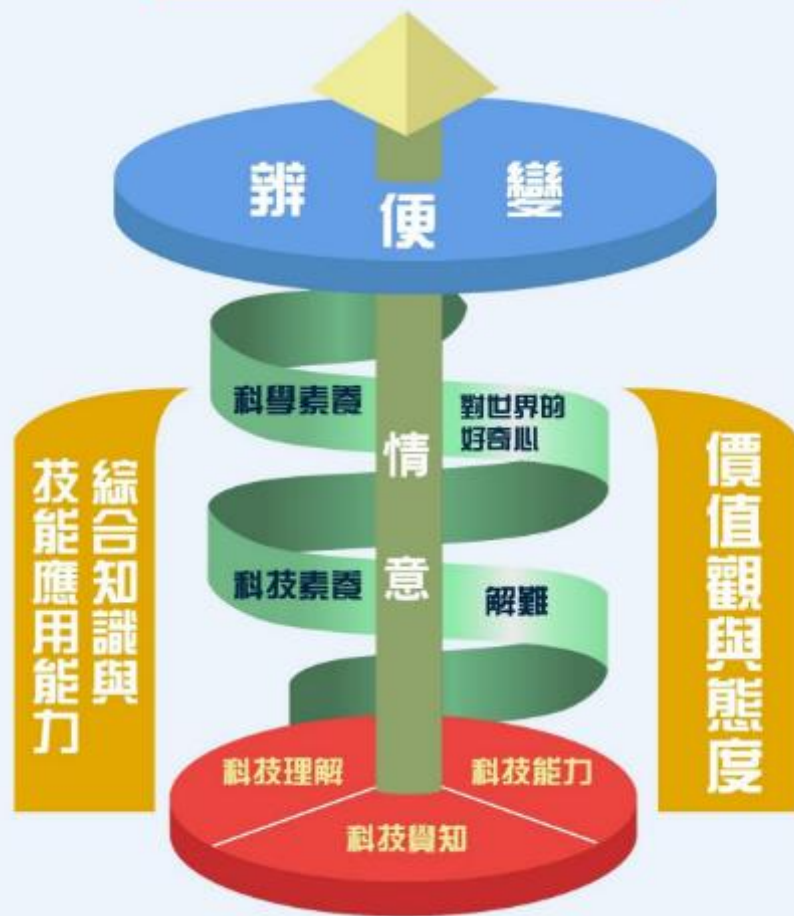 辨 便 變
科學素養
對世界的
好奇心
情意
科技素養
解難
綜合知識與
技能應用能力
價值觀與態度
科技理解
科技能力
科技覺知